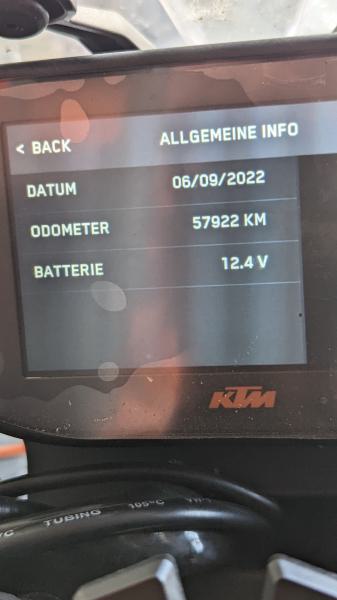 < BACK ALLGEMEINE INFO
DATUM 06/09/2022
ODOMETER 57922 KM
BATTERIE 12.4 V
KTM
TUBING 105°C